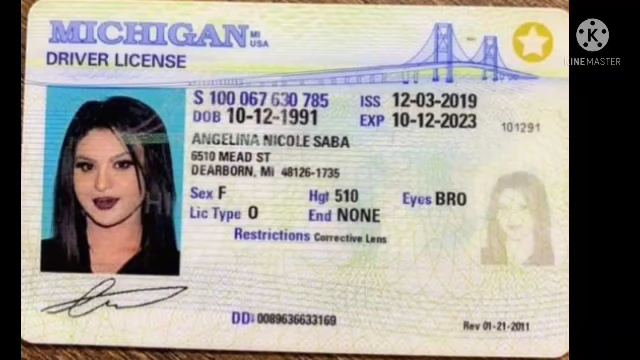 MICHIGAN MI USA
DRIVER LICENSE
S 100 067 630 785
DOB 10-12-1991
ISS 12-03-2019
EXP 10-12-2023
101291
ANGELINA NICOLE SABA
6510 MEAD ST
DEARBORN, MI 48126-1735
Sex F Hgt 510 Eyes BRO
Lic Type O End NONE
Restrictions Corrective Lens
DD: 0089636633169
Rev 01-21-2011
K
KINEMASTER